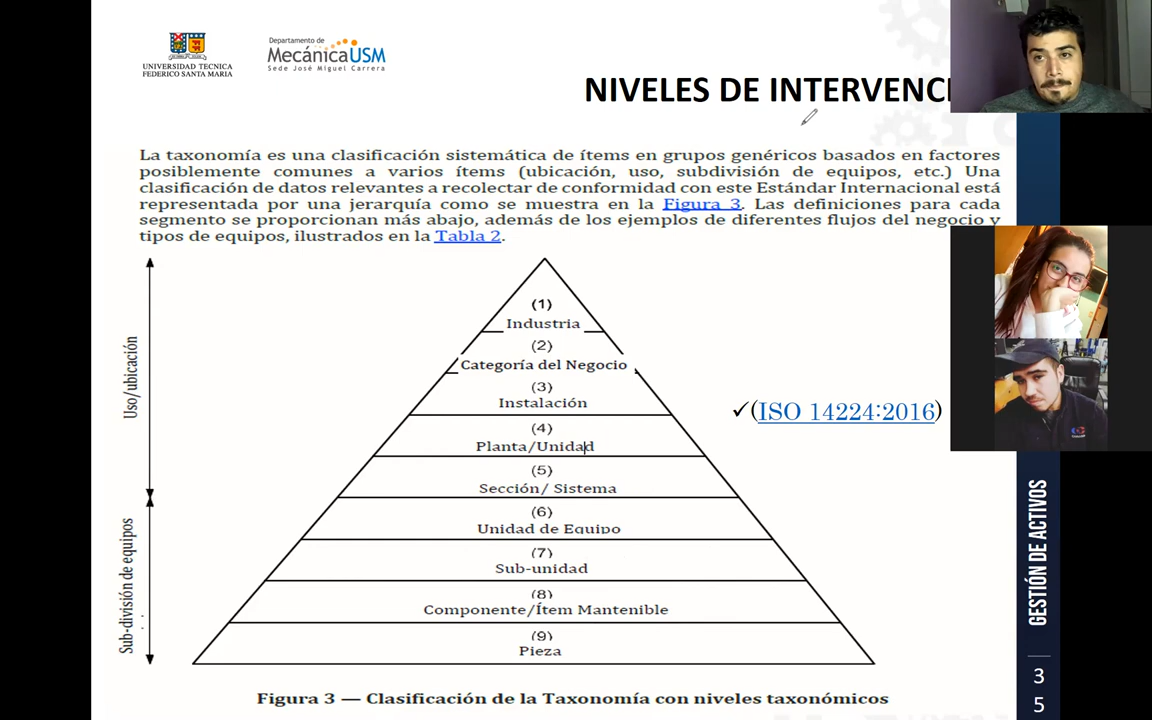 UNIVERSIDAD TECNICA
FEDERICO SANTA MARIA
Departamento de
MecánicaUSM
Sede José Miguel Carrera
NIVELES DE INTERVENCI
La taxonomía es una clasificación sistemática de ítems en grupos genéricos basados en factores
posiblemente comunes a varios ítems (ubicación, uso, subdivisión de equipos, etc.) Una
clasificación de datos relevantes a recolectar de conformidad con este Estándar Internacional está
representada por una jerarquía como se muestra en la Figura 3. Las definiciones para cada
segmento se proporcionan más abajo, además de los ejemplos de diferentes flujos del negocio y
tipos de equipos, ilustrados en la Tabla 2.
Uso/ubicación
Sub-división de equipos
(1)
Industria
(2)
Categoría del Negocio
(3)
Instalación
(4)
Planta/Unidad
(5)
Sección/ Sistema
(6)
Unidad de Equipo
(7)
Sub-unidad
(8)
Componente/Ítem Mantenible
(9)
Pieza
✓(ISO 14224:2016)
Figura 3 — Clasificación de la Taxonomía con niveles taxonómicos
GESTIÓN DE ACTIVOS
3
5